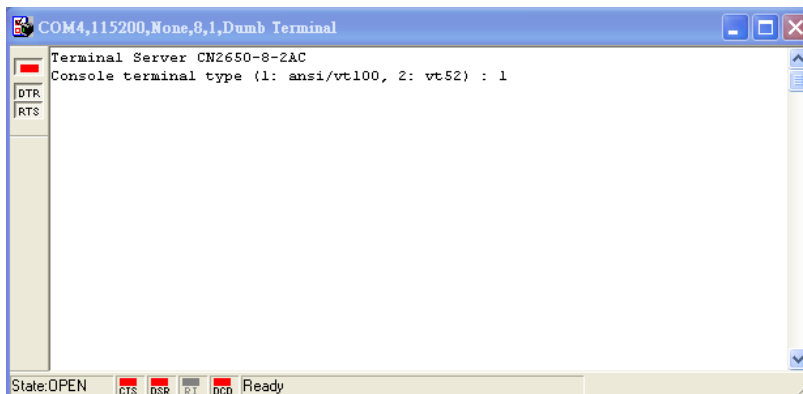 COM4,115200,None,8,1,Dumb Terminal
Terminal Server CN2650-8-2AC
Console terminal type (1: ansi/vt100, 2: vt52) : 1
DTR
RTS
State:OPEN CTS DSR RI DCD Ready